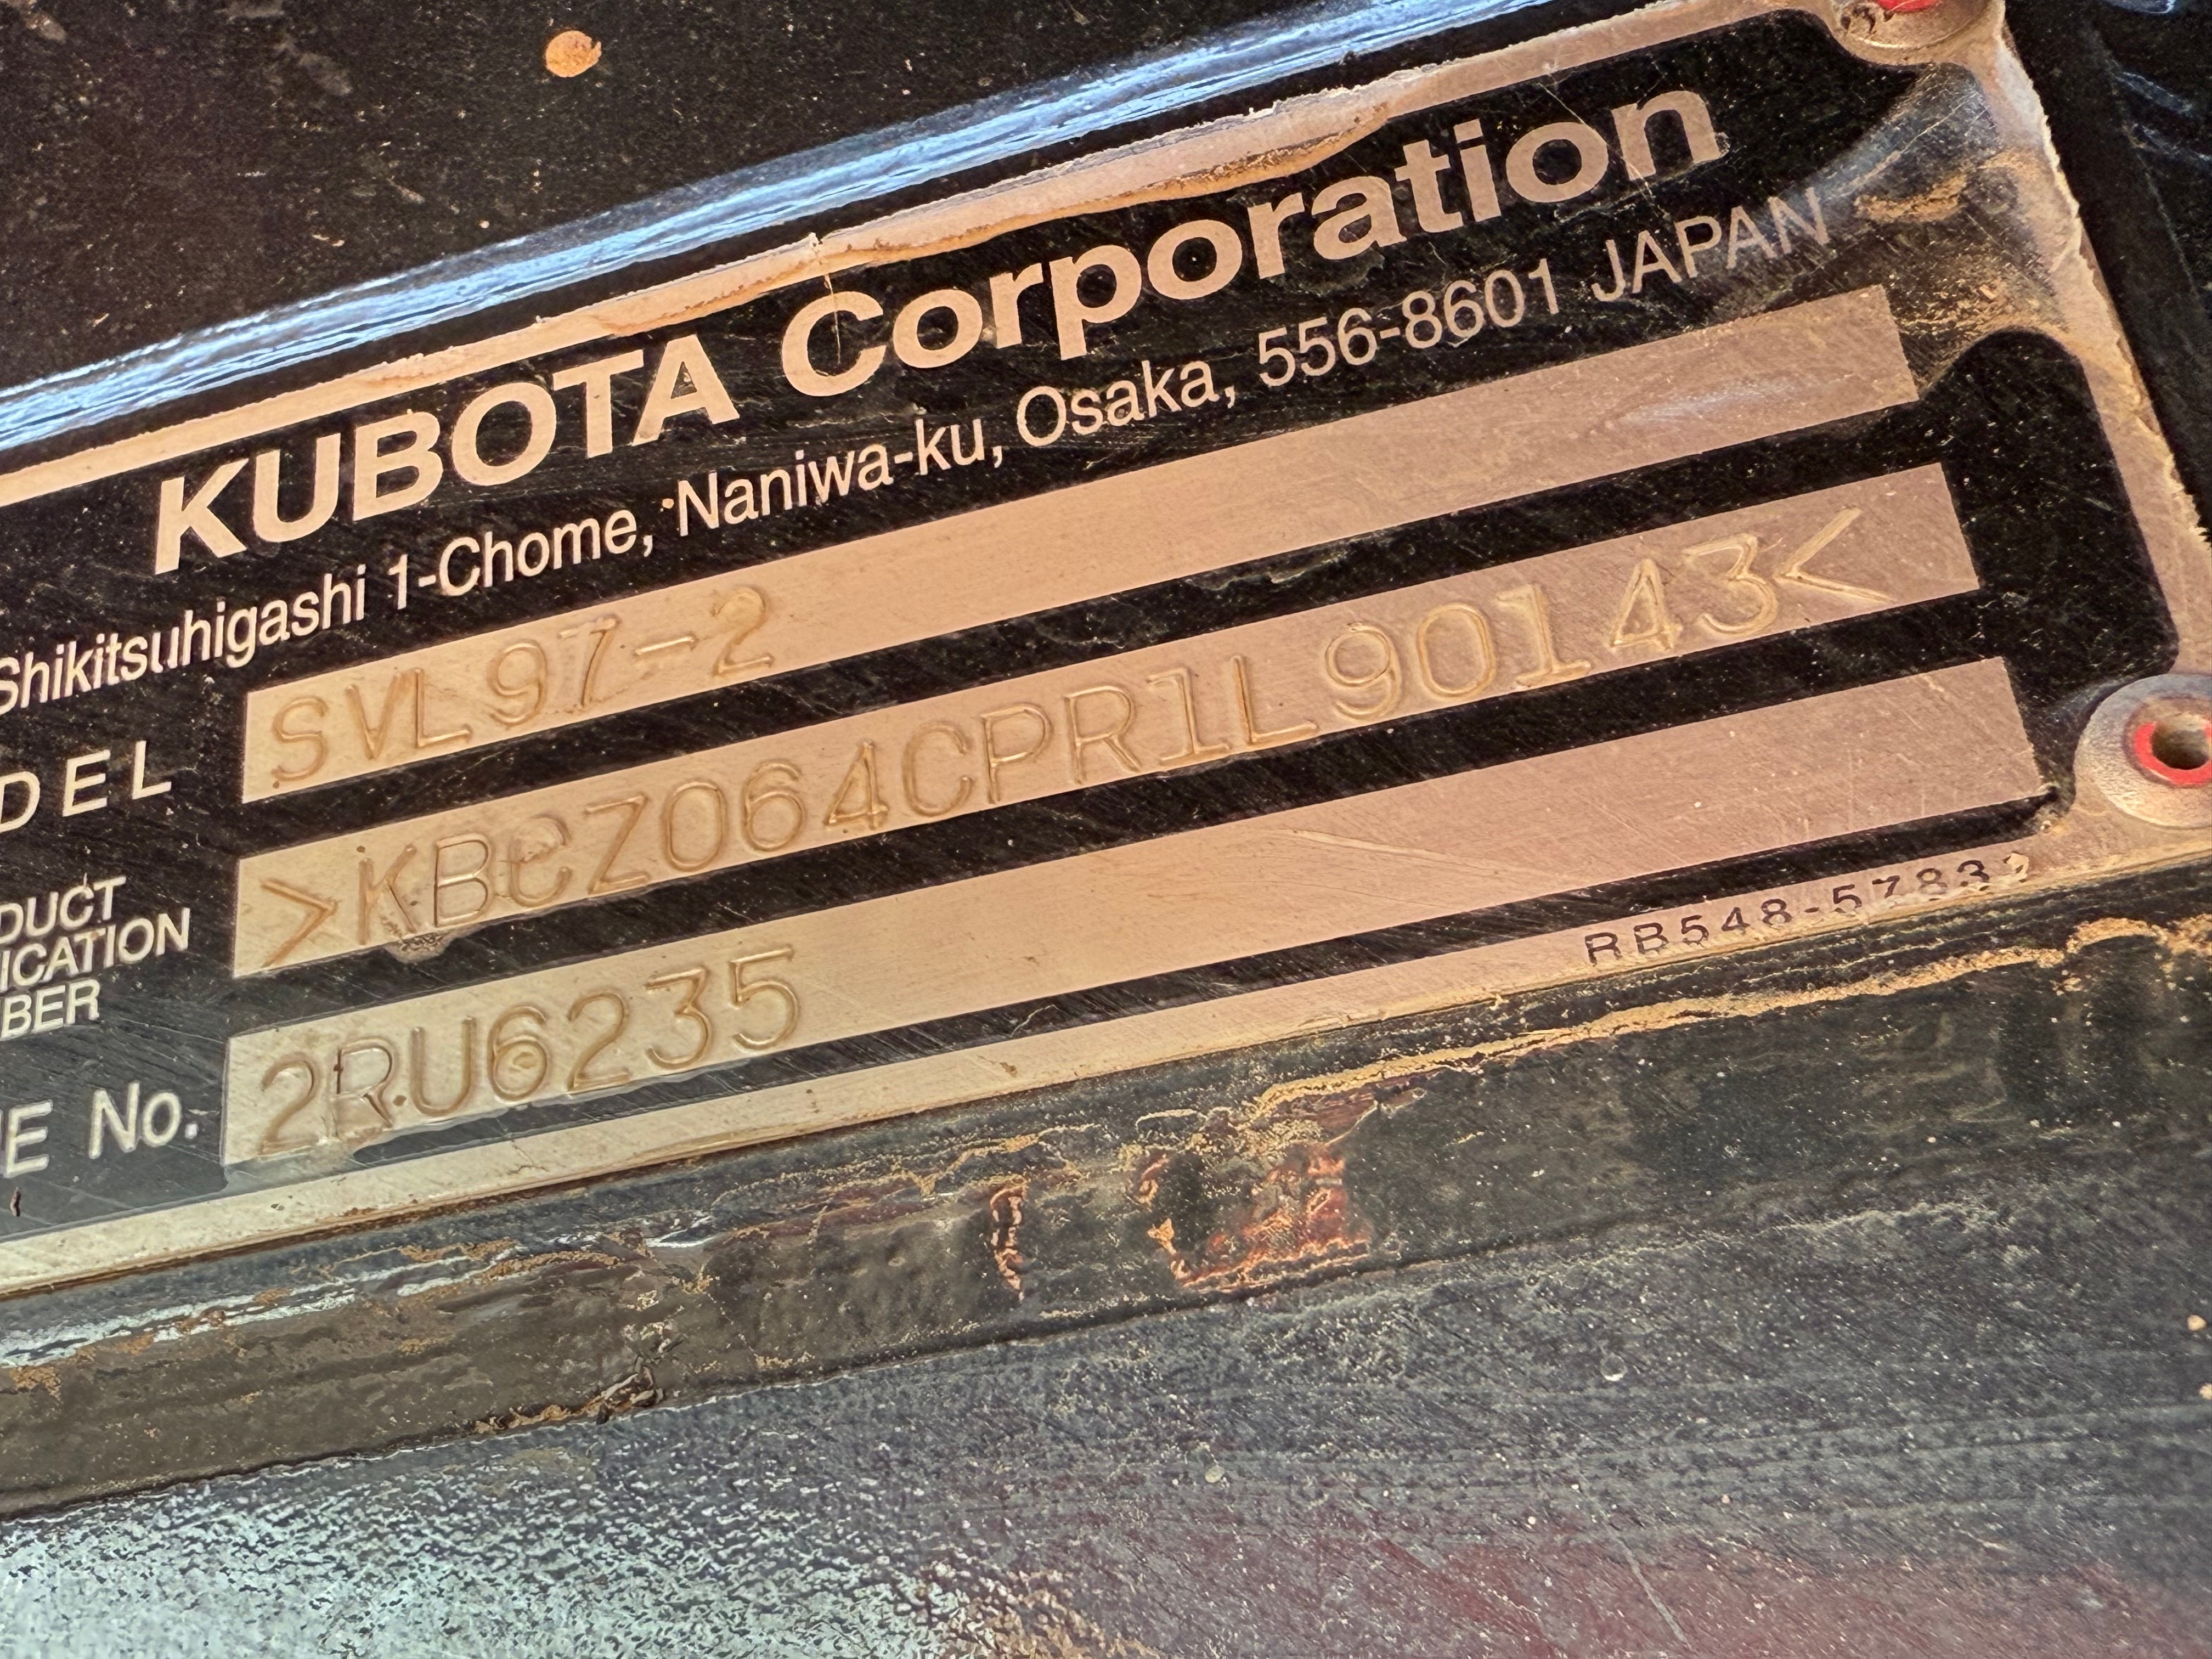 KUBOTA Corporation
Shikitsuhigashi 1-Chome, Naniwa-ku, Osaka, 556-8601 JAPAN
DEL SVL97-2
DUCT
ICATION
BER
>KBCZ064CPR1L90143<
E No. 2RU6235
RB548-5783